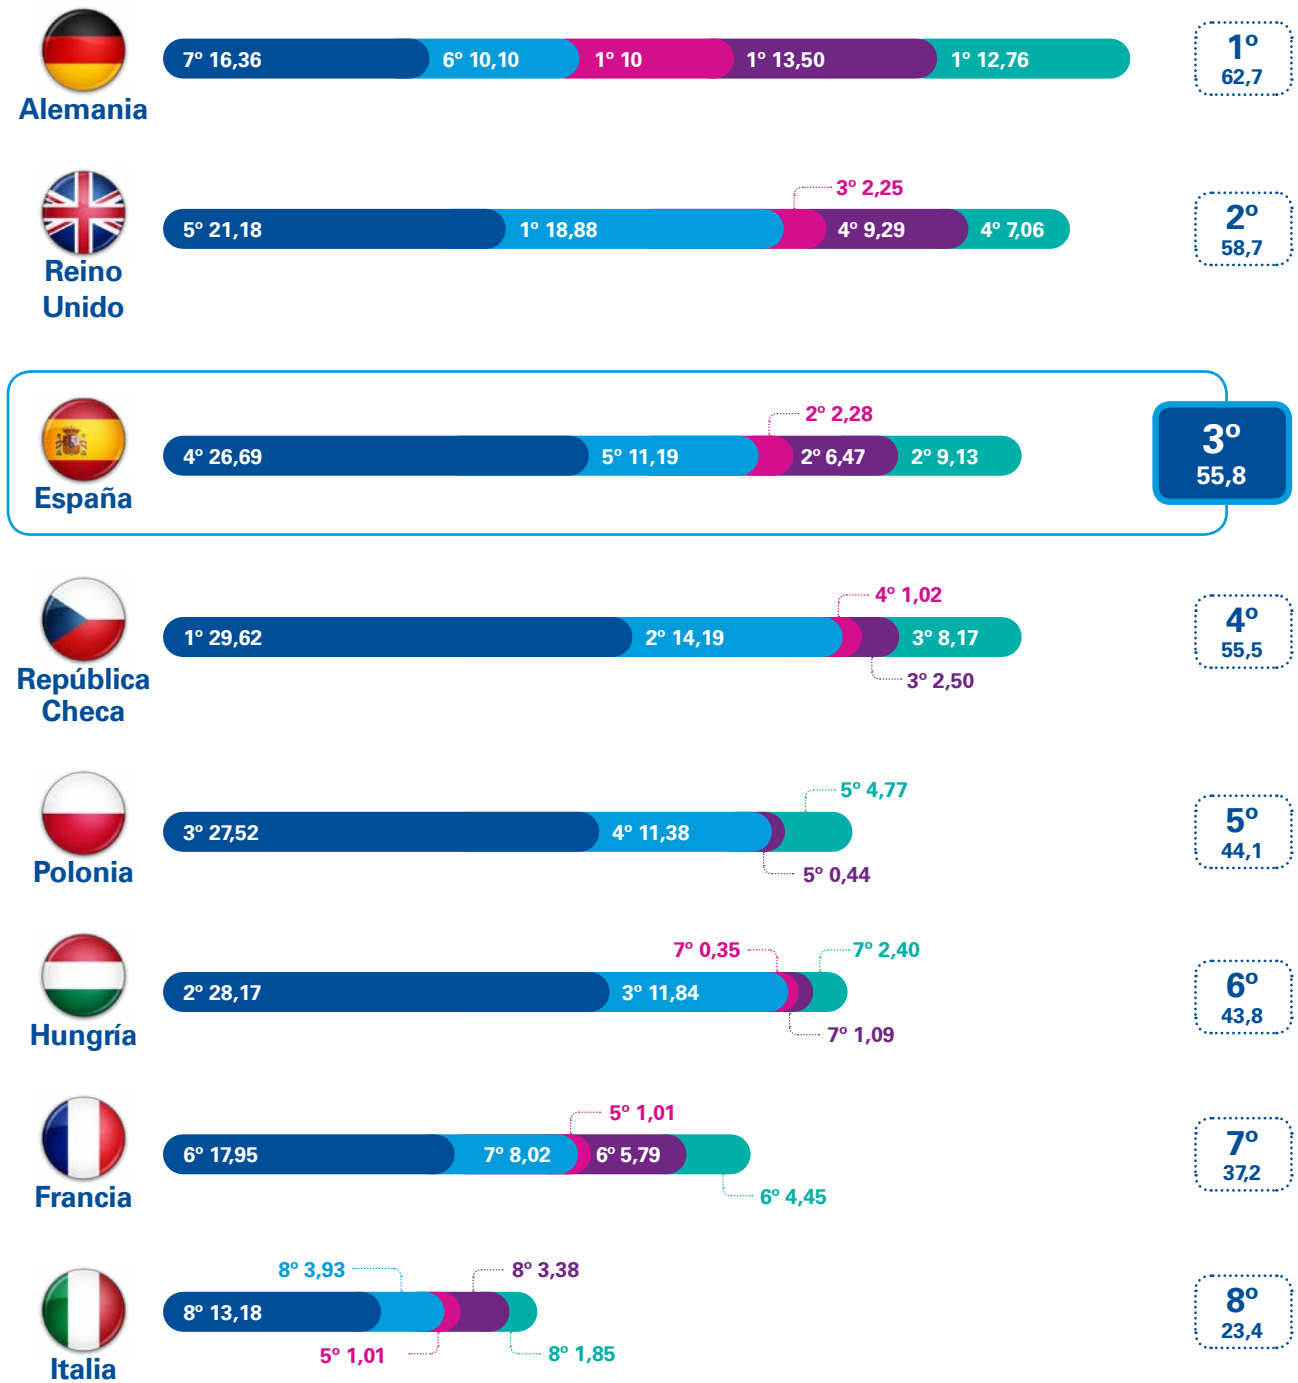 7º 16,36 6º 10,10 1º 10 1º 13,50 1º 12,76
1º
62,7
Alemania
3º 2,25
5º 21,18 1º 18,88 4º 9,29 4º 7,06
2º
58,7
Reino
Unido
2º 2,28
4º 26,69 5º 11,19 2º 6,47 2º 9,13
3º
55,8
España
4º 1,02
1º 29,62 2º 14,19 3º 8,17
3º 2,50
4º
55,5
República
Checa
5º 4,77
3º 27,52 4º 11,38
5º 0,44
5º
44,1
Polonia
7º 0,35 7º 2,40
2º 28,17 3º 11,84
7º 1,09
6º
43,8
Hungría
5º 1,01
6º 17,95 7º 8,02 6º 5,79
6º 4,45
7º
37,2
Francia
8º 3,93 8º 3,38
8º 13,18
5º 1,01 8º 1,85
8º
23,4
Italia